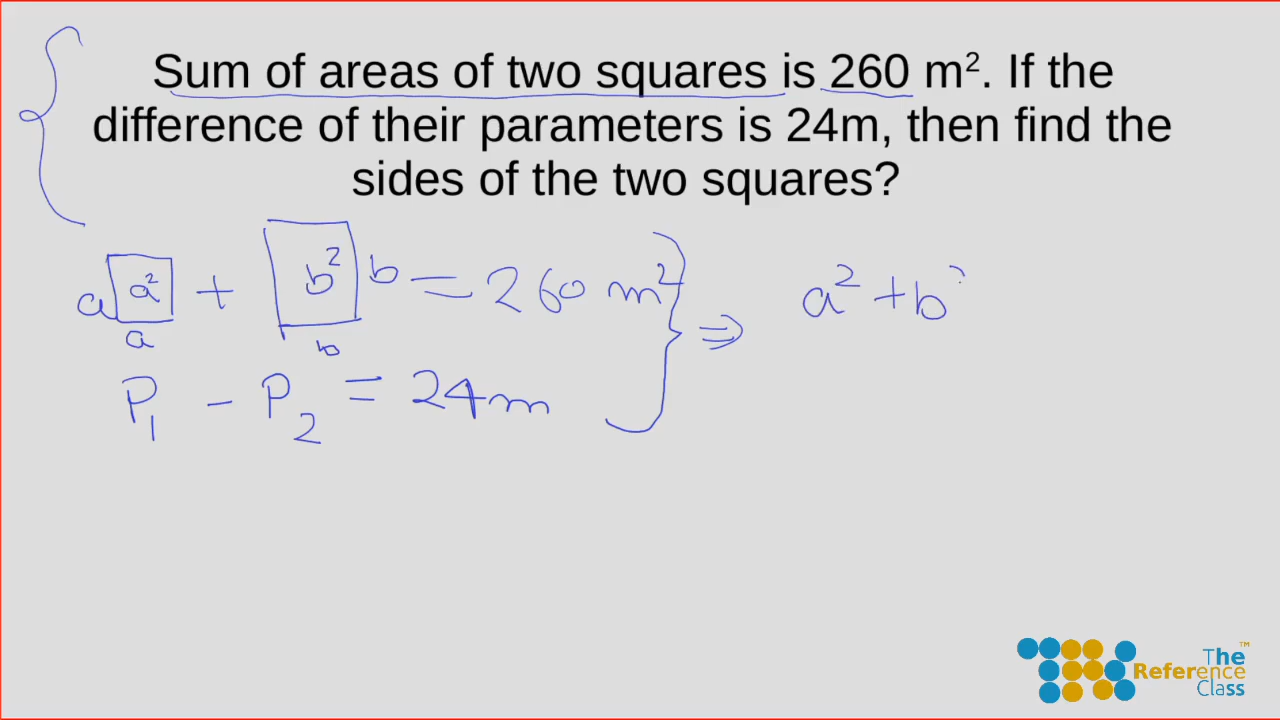 Sum of areas of two squares is 260 m². If the
difference of their parameters is 24m, then find the
sides of the two squares?
a a² + b² b = 260 m² ⇒ a² + b
a b
P₁ - P₂ = 24m
The™
Reference
Class